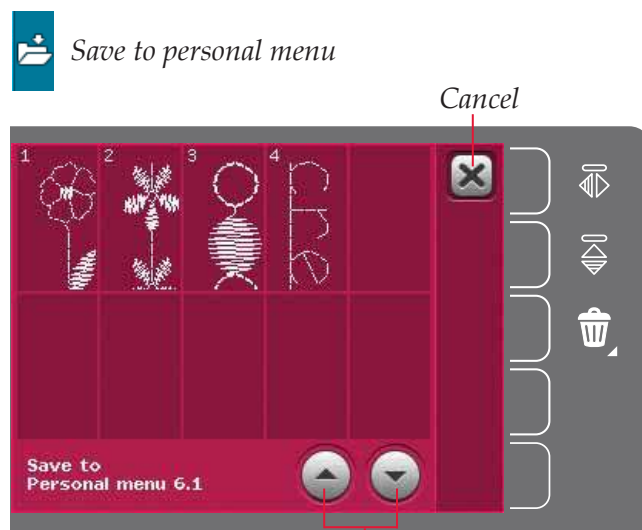 Save to personal menu
Cancel
1 2 3 4
Save to
Personal menu 6.1